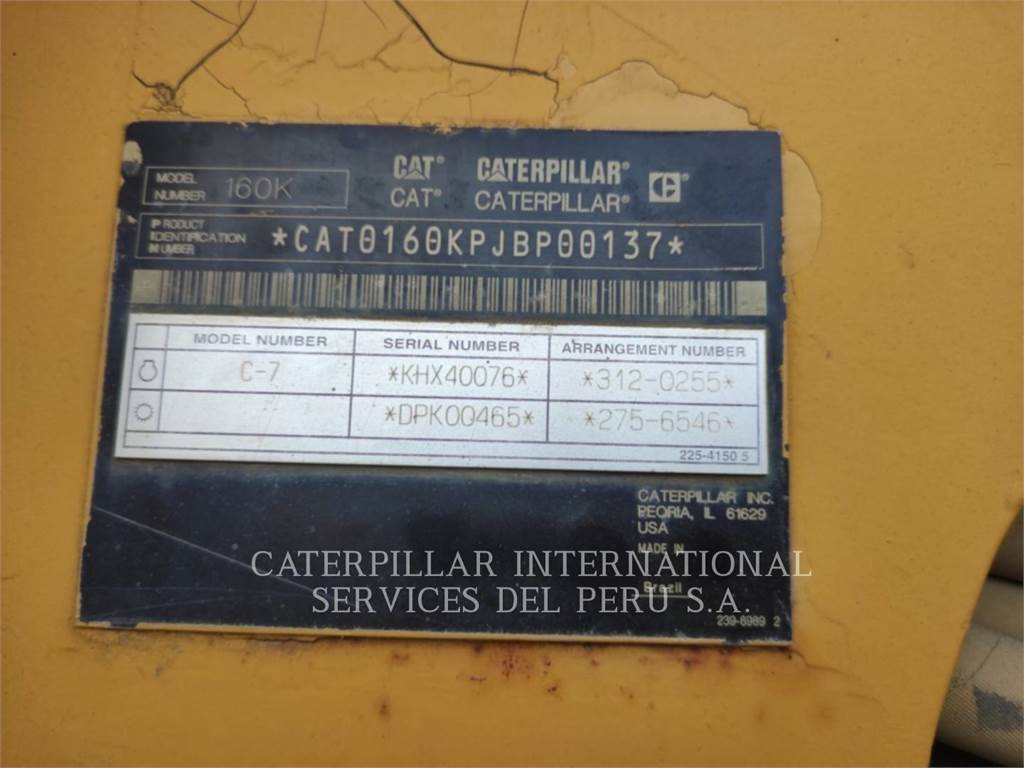 CAT® CATERPILLAR®
MODEL NUMBER 160K
CAT® CATERPILLAR®
PRODUCT IDENTIFICATION NUMBER *CAT0160KPJBP00137*
MODEL NUMBER SERIAL NUMBER ARRANGEMENT NUMBER
C-7 *KHX40076* *312-0255*
*DPK00465* *275-6546*
225-4150 5
CATERPILLAR INC.
PEORIA, IL 61629
USA
MADE IN
Brazil
239-6989 2
CATERPILLAR INTERNATIONAL
SERVICES DEL PERU S.A.